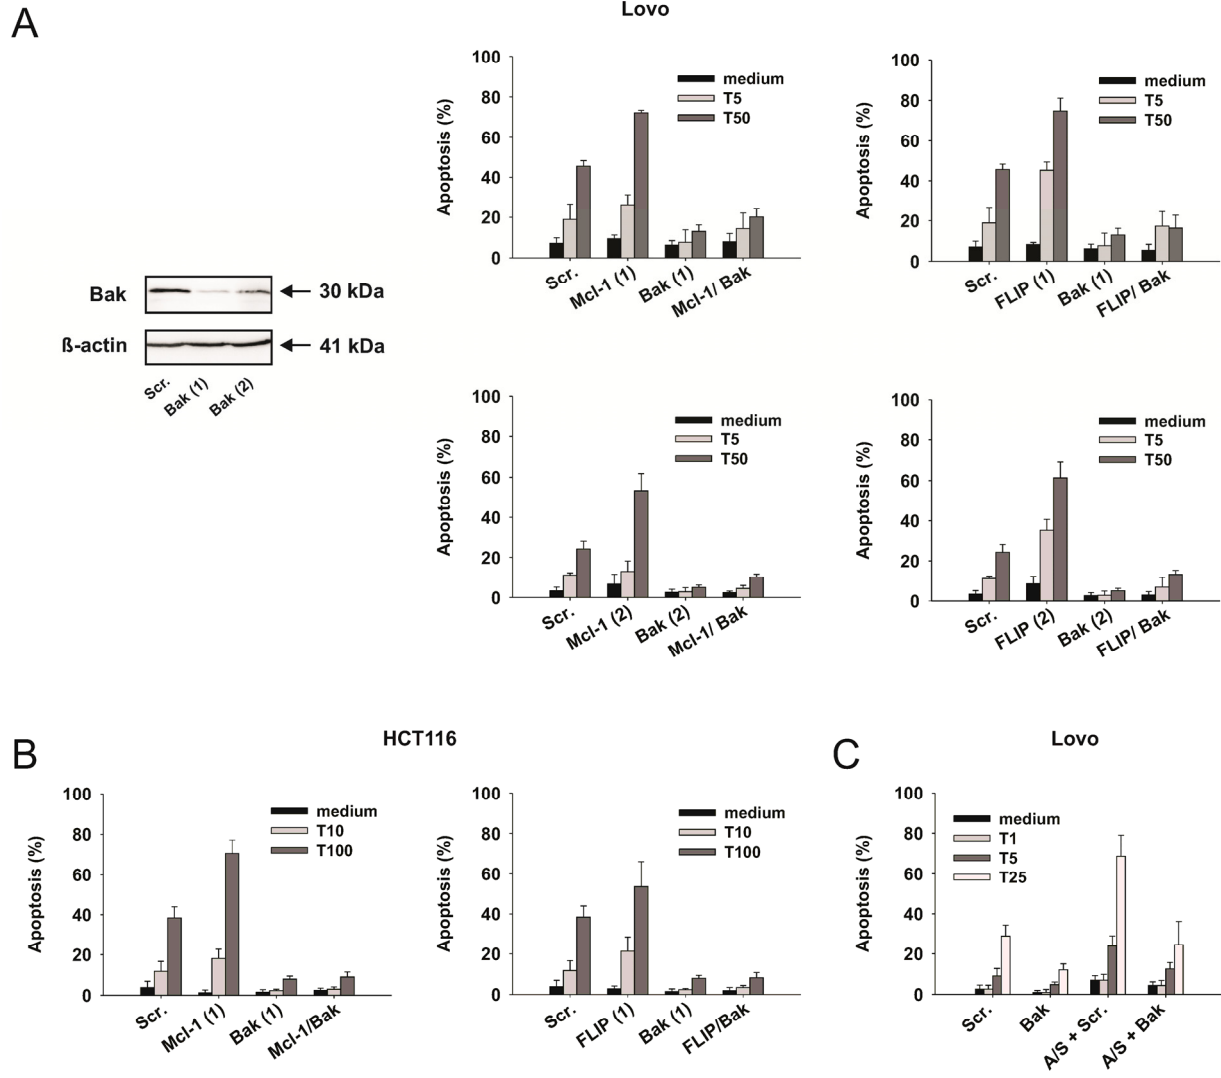 A
Lovo
Bak
30 kDa
ß-actin
41 kDa
Scr.
Bak (1)
Bak (2)
100
80
60
40
20
0
Apoptosis (%)
medium
T5
T50
Scr.
Mcl-1 (1)
Bak (1)
Mcl-1/ Bak
100
80
60
40
20
0
Apoptosis (%)
medium
T5
T50
Scr.
FLIP (1)
Bak (1)
FLIP/ Bak
100
80
60
40
20
0
Apoptosis (%)
medium
T5
T50
Scr.
Mcl-1 (2)
Bak (2)
Mcl-1/ Bak
100
80
60
40
20
0
Apoptosis (%)
medium
T5
T50
Scr.
FLIP (2)
Bak (2)
FLIP/ Bak
B
HCT116
100
80
60
40
20
0
Apoptosis (%)
medium
T10
T100
Scr.
Mcl-1 (1)
Bak (1)
Mcl-1/Bak
100
80
60
40
20
0
Apoptosis (%)
medium
T10
T100
Scr.
FLIP (1)
Bak (1)
FLIP/Bak
C
Lovo
100
80
60
40
20
0
Apoptosis (%)
medium
T1
T5
T25
Scr.
Bak
A/S + Scr.
A/S + Bak